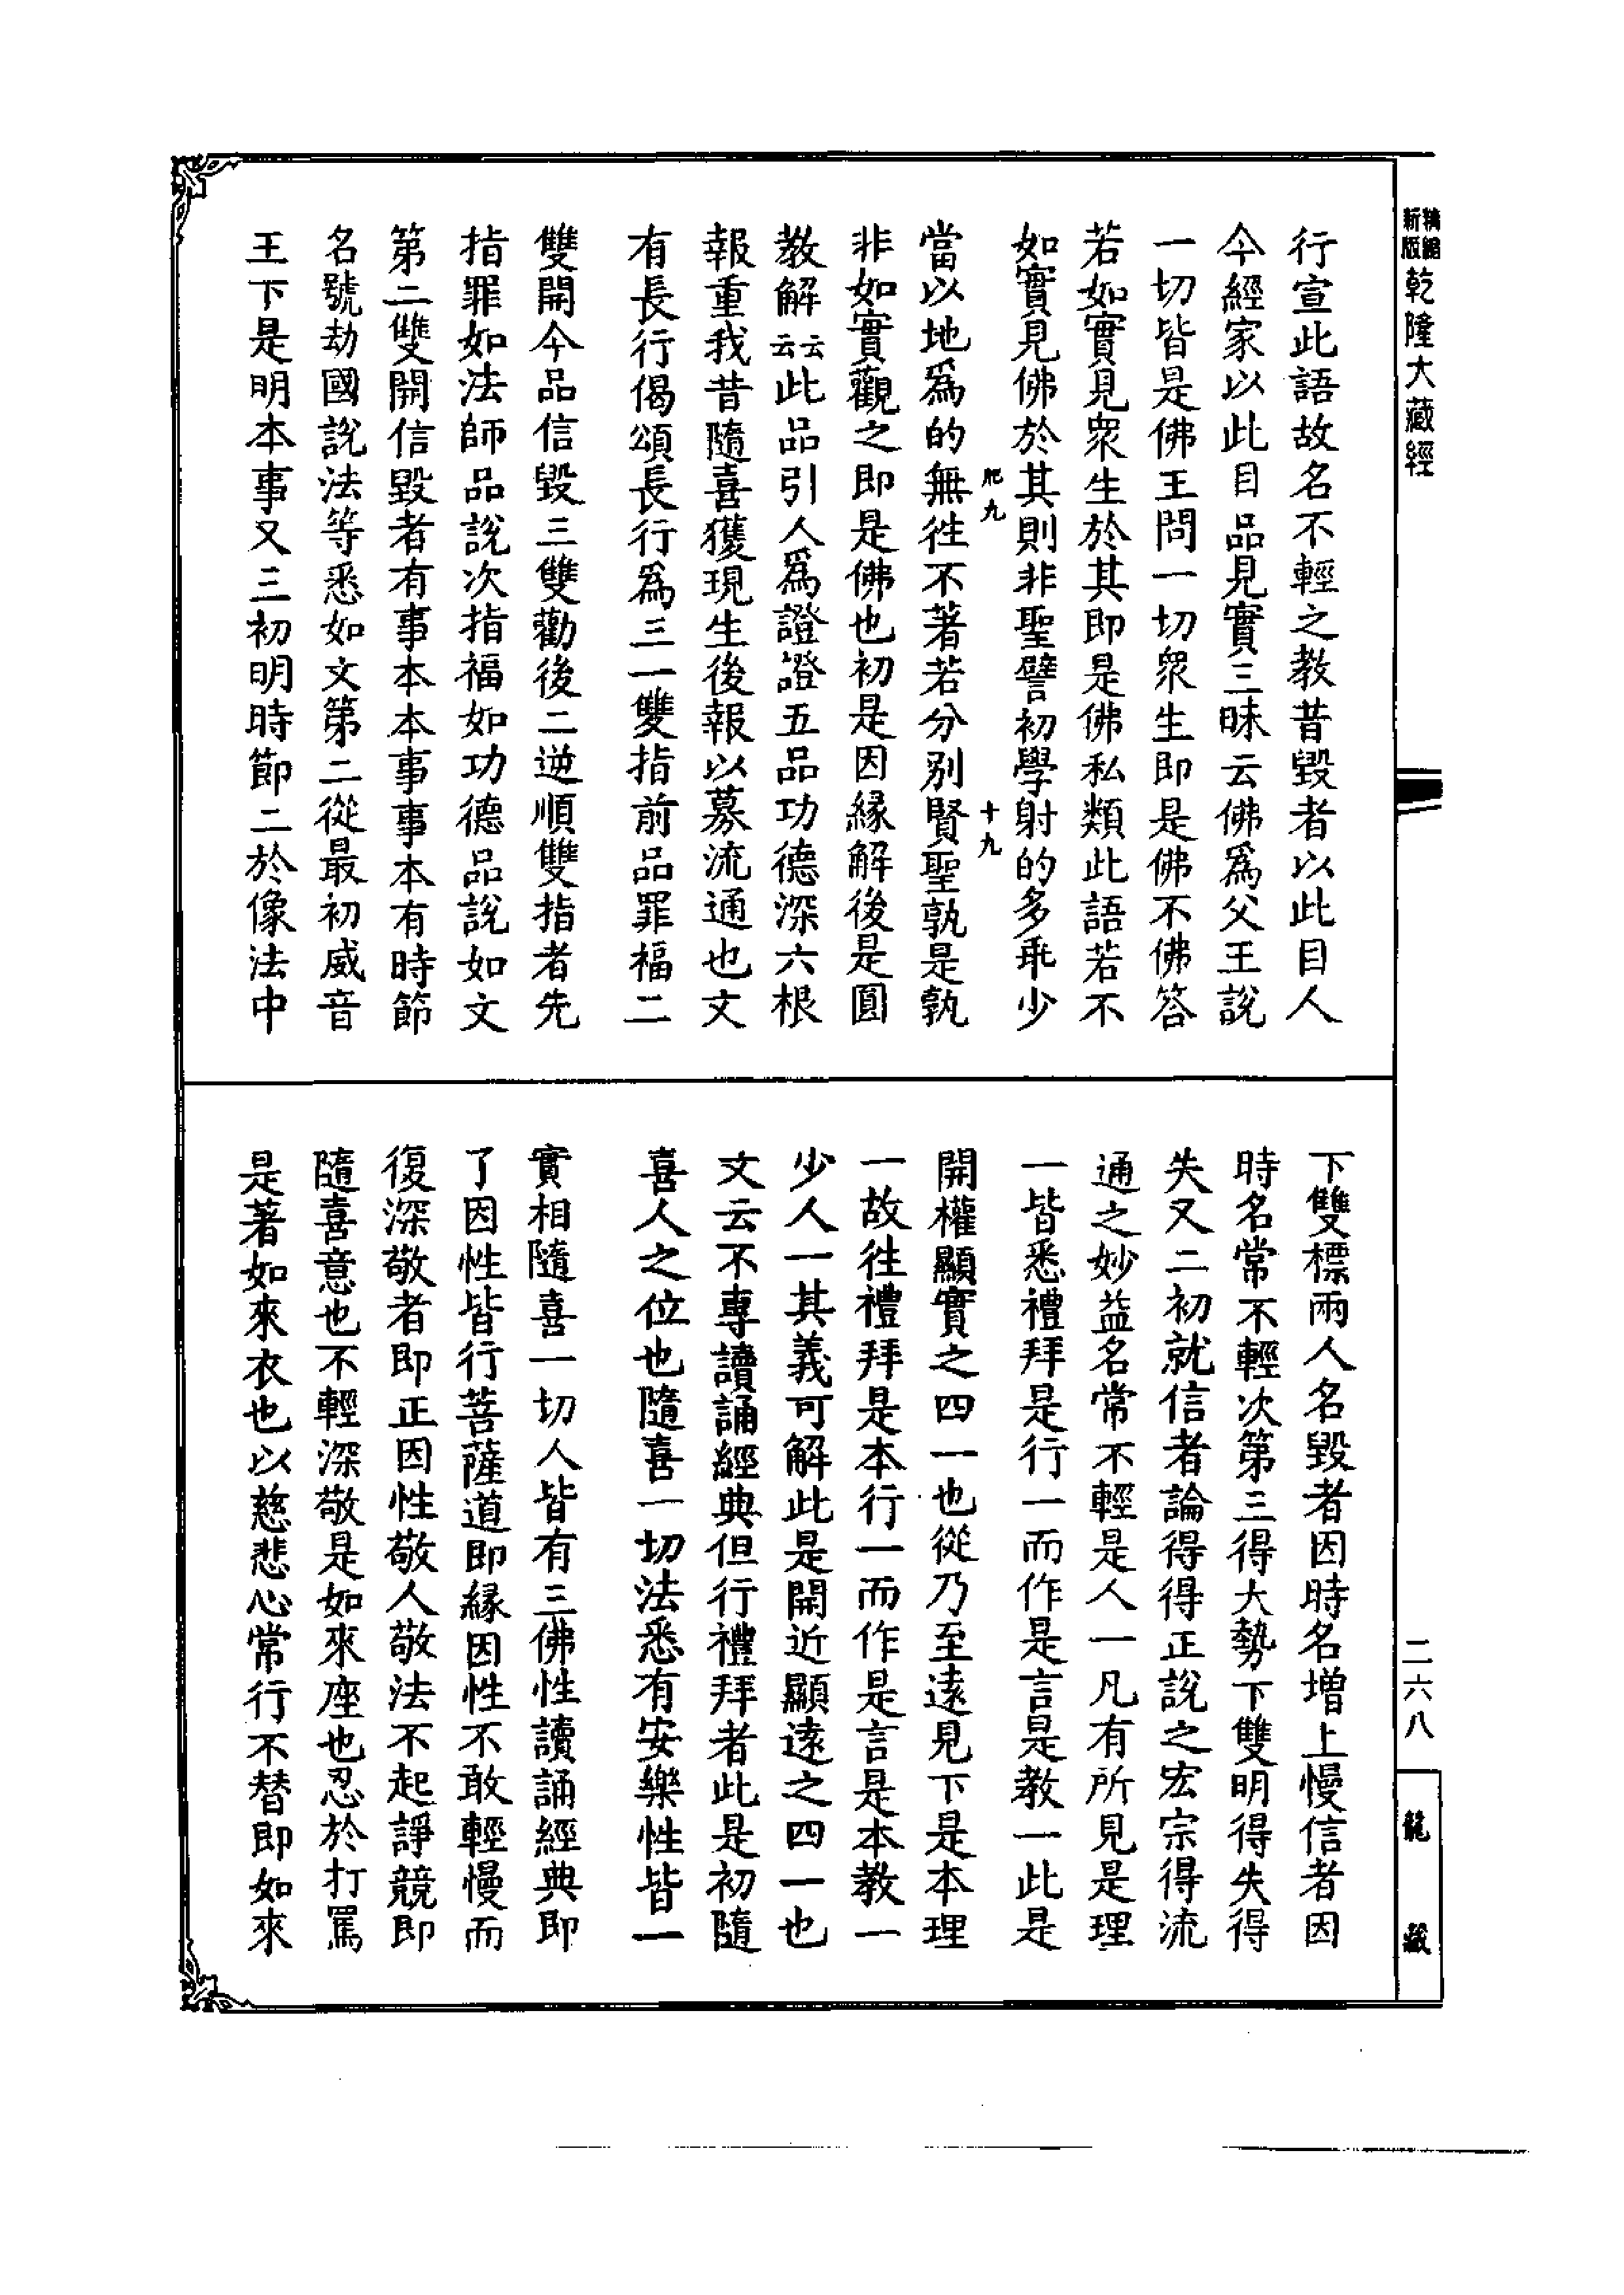 精編
新版
乾隆大藏經
行宣此語故名不輕之教昔毀者以此目人
今經家以此目品見實三昧云佛爲父王說
一切皆是佛王問一切衆生即是佛不佛答
若如實見衆生於其即是佛私類此語若不
如實見佛於其則非聖譬初學射的多乖少
肥九
十九
當以地爲的無徃不著若分別賢聖孰是孰
非如實觀之即是佛也初是因緣解後是圓
教解云云此品引人爲證證五品功德深六根
報重我昔隨喜獲現生後報以募流通也文
有長行偈頌長行爲三一雙指前品罪福二
雙開今品信毀三雙勸後二逆順雙指者先
指罪如法師品說次指福如功德品說如文
第二雙開信毀者有事本本事事本有時節
名號劫國說法等悉如文第二從最初威音
王下是明本事又三初明時節二於像法中
下雙標兩人名毀者因時名增上慢信者因
時名常不輕次第三得大勢下雙明得失得
失又二初就信者論得得正說之宏宗得流
通之妙益名常不輕是人一凡有所見是理
一皆悉禮拜是行一而作是言是教一此是
開權顯實之四一也從乃至遠見下是本理
一故往禮拜是本行一而作是言是本教一
少人一其義可解此是開近顯遠之四一也
文云不專讀誦經典但行禮拜者此是初隨
喜人之位也隨喜一切法悉有安樂性皆一
實相隨喜一切人皆有三佛性讀誦經典即
了因性皆行菩薩道即緣因性不敢輕慢而
復深敬者即正因性敬人敬法不起諍競即
隨喜意也不輕深敬是如來座也忍於打罵
是著如來衣也以慈悲心常行不替即如來
二六八
龍藏